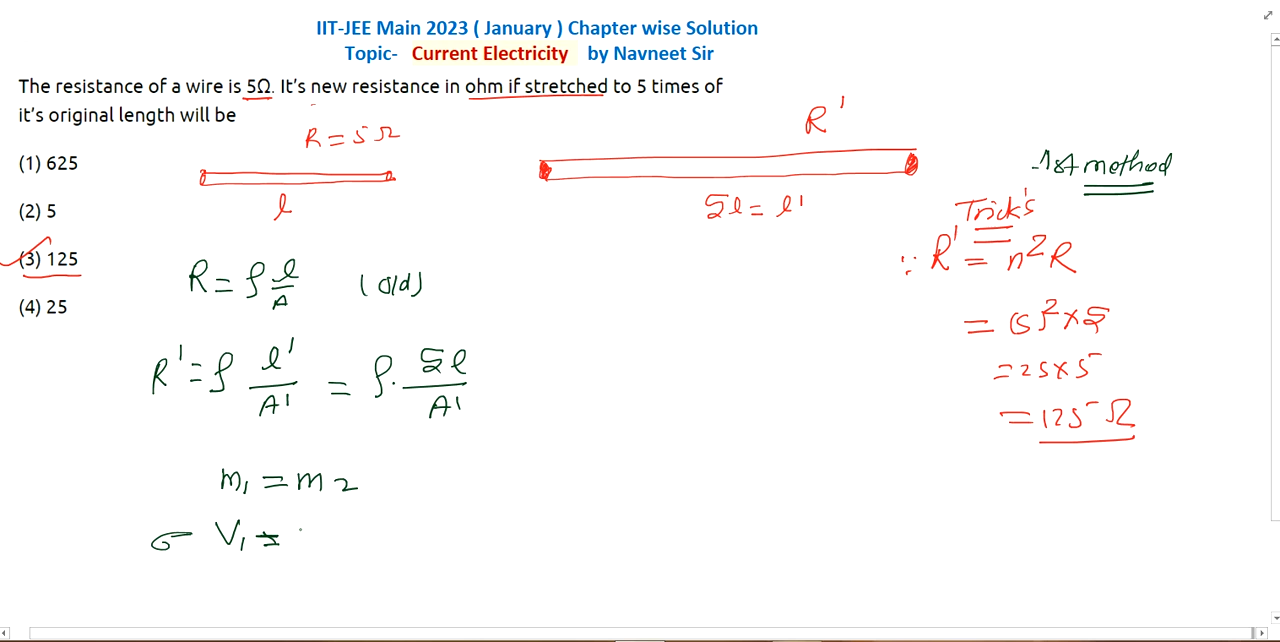 IIT-JEE Main 2023 ( January ) Chapter wise Solution
Topic- Current Electricity by Navneet Sir
The resistance of a wire is 5Ω. It's new resistance in ohm if stretched to 5 times of
it's original length will be
(1) 625
(2) 5
(3) 125
(4) 25
R = 5 Ω
l
R'
5l = l'
1st method
Trick's
∵ R' = n²R
= (5)² × 5
= 25 × 5
= 125 Ω
R = ρ l/A (old)
R' = ρ l'/A' = ρ. 5l/A'
m₁ = m2
σ V₁ =